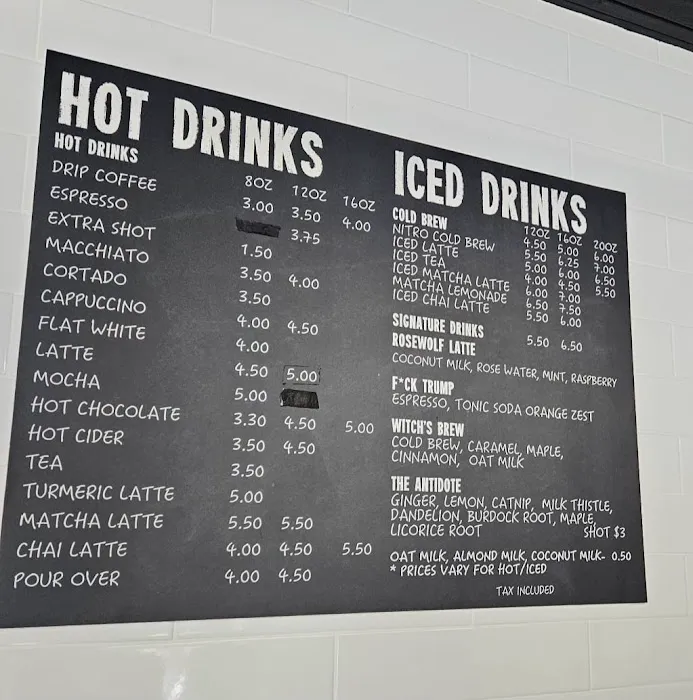 HOT DRINKS
HOT DRINKS 8OZ 12OZ 16OZ
DRIP COFFEE 3.00 3.50 4.00
ESPRESSO 3.75
EXTRA SHOT 1.50
MACCHIATO 3.50 4.00
CORTADO 3.50
CAPPUCCINO 4.00 4.50
FLAT WHITE 4.00
LATTE 4.50 5.00
MOCHA 5.00
HOT CHOCOLATE 3.30 4.50 5.00
HOT CIDER 3.50 4.50
TEA 3.50
TURMERIC LATTE 5.00
MATCHA LATTE 5.50 5.50
CHAI LATTE 4.00 4.50 5.50
POUR OVER 4.00 4.50
ICED DRINKS
12OZ 16OZ 20OZ
COLD BREW 4.50 5.00 6.00
NITRO COLD BREW 5.50 6.25 7.00
ICED LATTE 5.00 6.00 6.50
ICED TEA 4.00 4.50 5.50
ICED MATCHA LATTE 6.00 7.00
MATCHA LEMONADE 6.50 7.50
ICED CHAI LATTE 5.50 6.00
SIGNATURE DRINKS
ROSEWOLF LATTE 5.50 6.50
COCONUT MILK, ROSE WATER, MINT, RASPBERRY
F*CK TRUMP
ESPRESSO, TONIC SODA ORANGE ZEST
WITCH'S BREW
COLD BREW, CARAMEL, MAPLE,
CINNAMON, OAT MILK
THE ANTIDOTE
GINGER, LEMON, CATNIP, MILK THISTLE,
DANDELION, BURDOCK ROOT, MAPLE,
LICORICE ROOT SHOT $3
OAT MILK, ALMOND MILK, COCONUT MILK- 0.50
* PRICES VARY FOR HOT/ICED
TAX INCLUDED